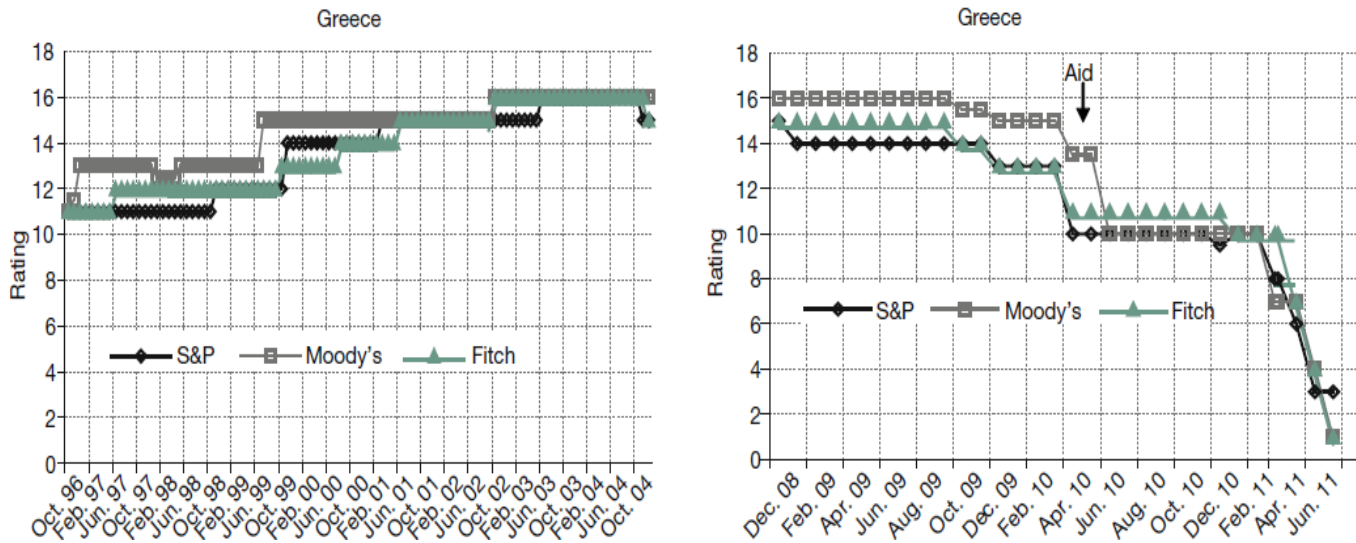 Greece
18
16
14
12
10
8
6
4
2
0
Rating
S&P Moody's Fitch
Oct. 96 Feb. 97 Jun. 97 Oct. 97 Feb. 98 Jun. 98 Oct. 98 Feb. 99 Jun. 99 Oct. 99 Feb. 00 Jun. 00 Oct. 00 Feb. 01 Jun. 01 Oct. 01 Feb. 02 Jun. 02 Oct. 02 Feb. 03 Jun. 03 Oct. 03 Feb. 04 Jun. 04 Oct. 04
Greece
18
16
14
12
10
8
6
4
2
0
Rating
Aid
S&P Moody's Fitch
Dec. 08 Feb. 09 Apr. 09 Jun. 09 Aug. 09 Oct. 09 Dec. 09 Feb. 10 Apr. 10 Jun. 10 Aug. 10 Oct. 10 Dec. 10 Feb. 11 Apr. 11 Jun. 11